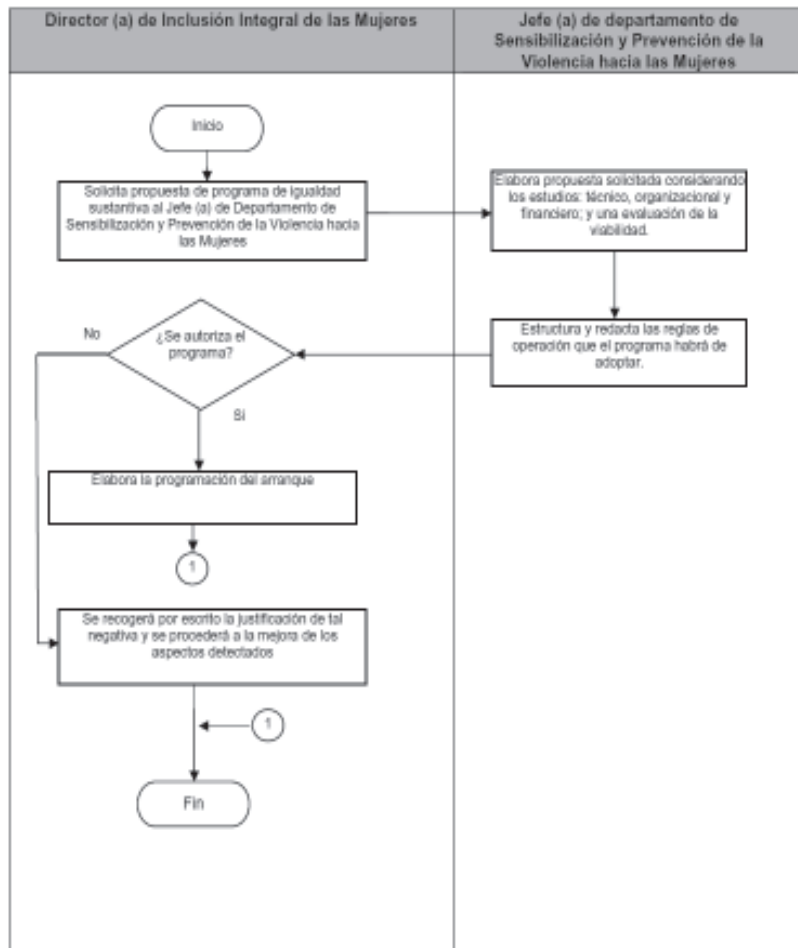 Director (a) de Inclusión Integral de las Mujeres
Jefe (a) de departamento de
Sensibilización y Prevención de la
Violencia hacia las Mujeres
Inicio
Solicita propuesta de programa de igualdad
sustantiva al Jefe (a) de Departamento de
Sensibilización y Prevención de la Violencia hacia
las Mujeres
Elabora propuesta solicitada considerando
los estudios: técnico, organizacional y
financiero; y una evaluación de la
viabilidad.
Estructura y redacta las reglas de
operación que el programa habrá de
adoptar.
¿Se autoriza el
programa?
No
Si
Elabora la programación del arranque
1
Se recogerá por escrito la justificación de tal
negativa y se procederá a la mejora de los
aspectos detectados
1
Fin